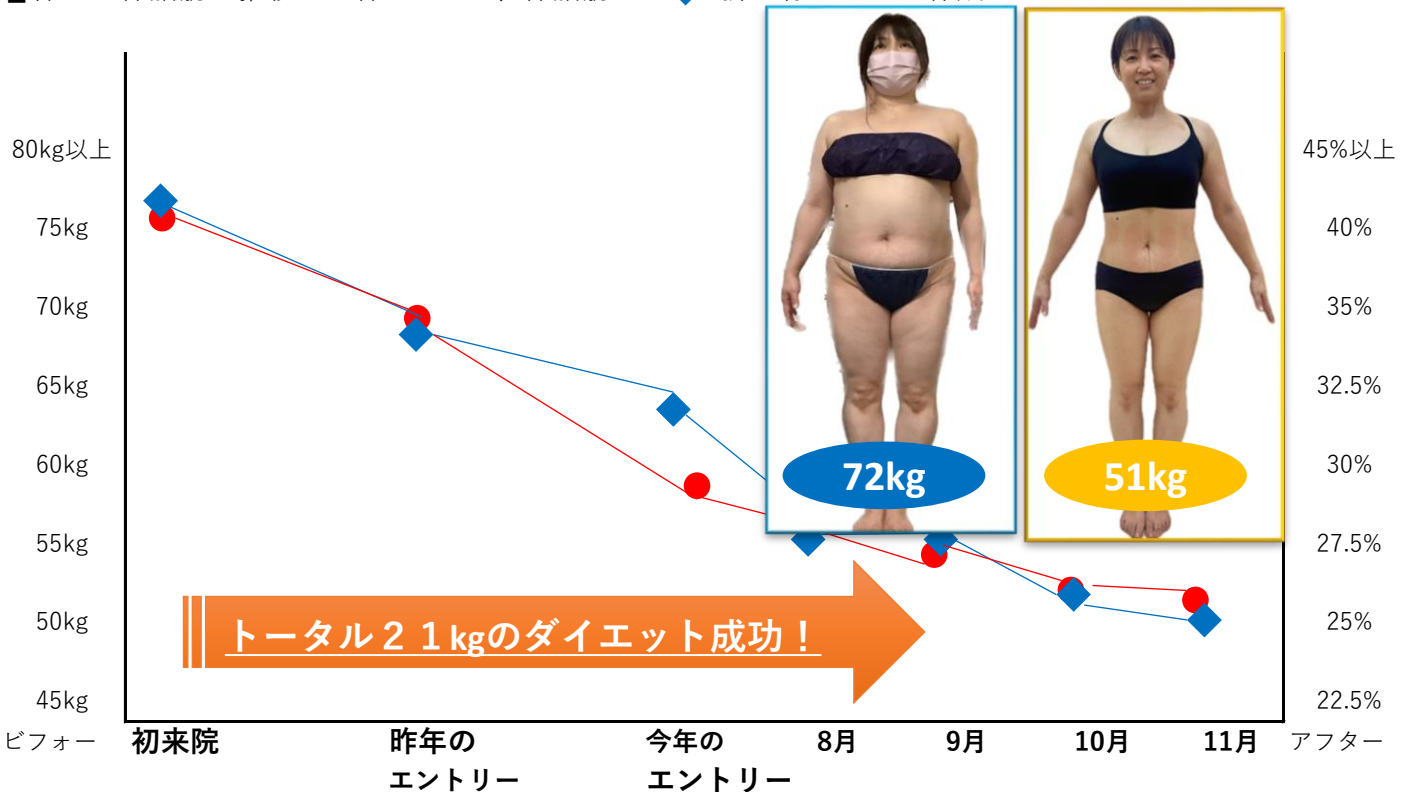 80kg以上
75kg
70kg
65kg
60kg
55kg
50kg
45kg
45%以上
40%
35%
32.5%
30%
27.5%
25%
22.5%
72kg
51kg
トータル２１kgのダイエット成功！
ビフォー
初来院
昨年の
エントリー
今年の
エントリー
8月
9月
10月
11月
アフター